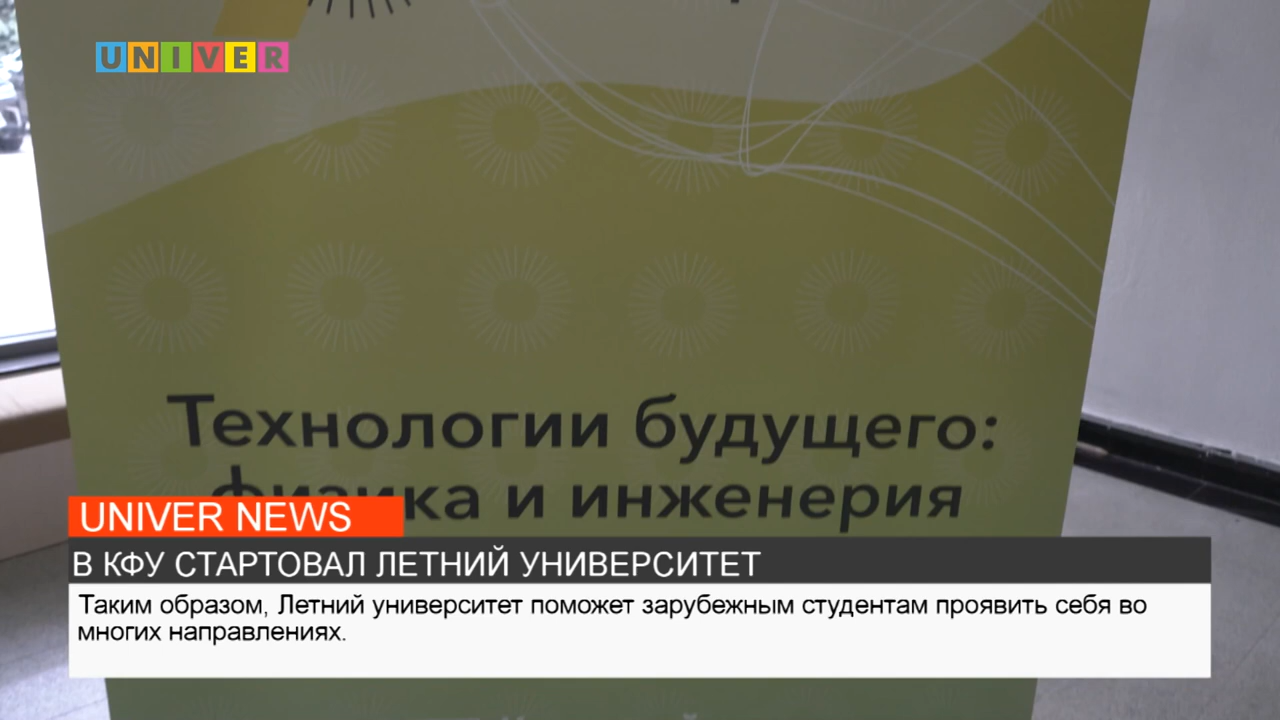 UNIVER
Технологии будущего:
физика и инженерия
UNIVER NEWS
В КФУ СТАРТОВАЛ ЛЕТНИЙ УНИВЕРСИТЕТ
Таким образом, Летний университет поможет зарубежным студентам проявить себя во
многих направлениях.